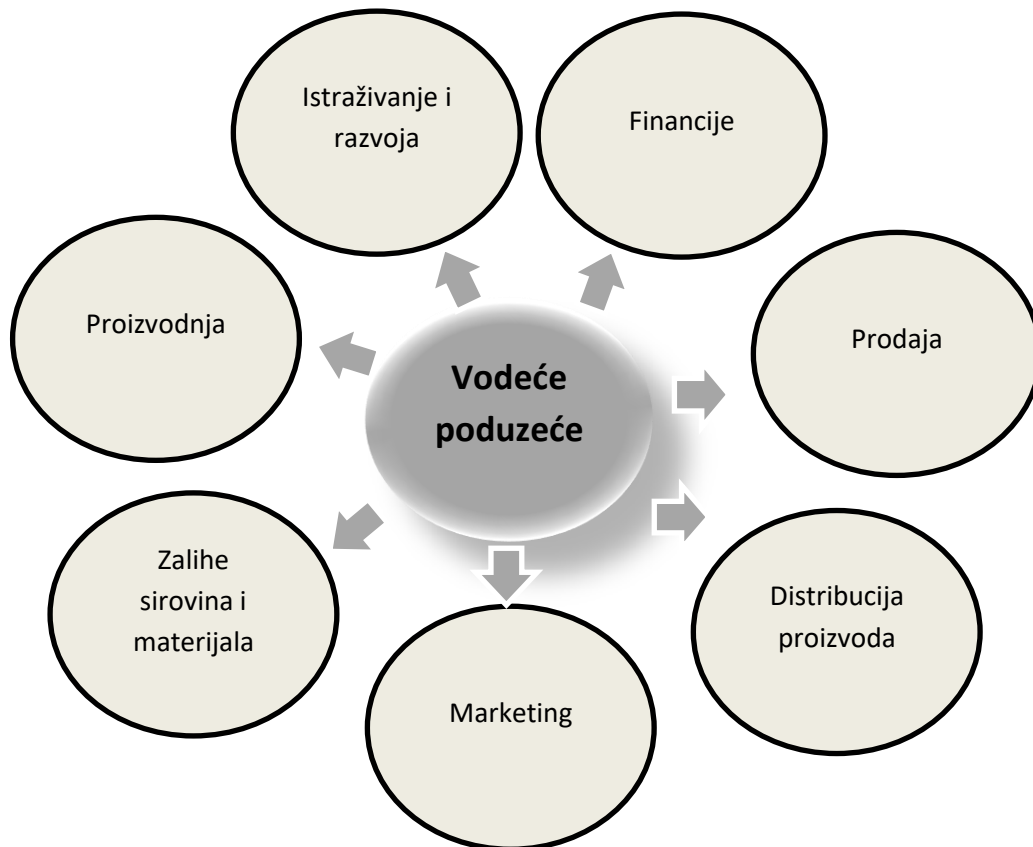 Istraživanje i
razvoja
Financije
Proizvodnja
Vodeće
poduzeće
Prodaja
Zalihe
sirovina i
materijala
Marketing
Distribucija
proizvoda